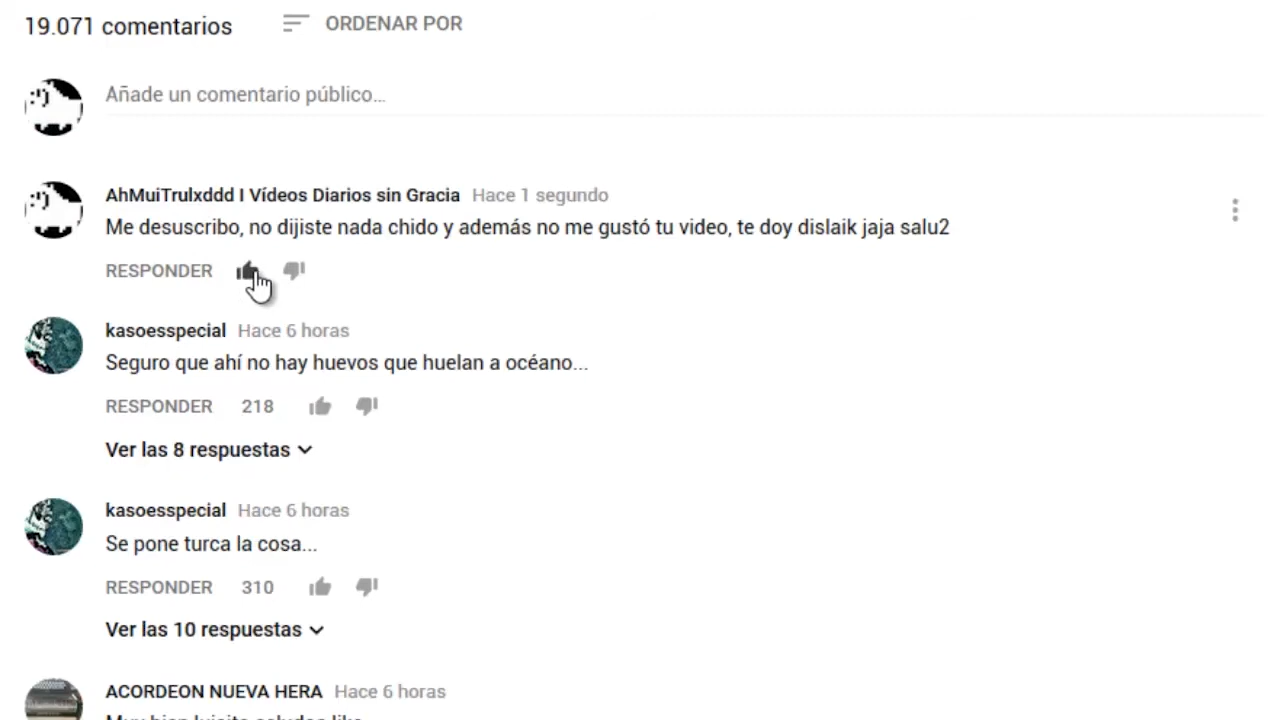 19.071 comentarios ORDENAR POR
Añade un comentario público...
AhMuiTrulxddd I Vídeos Diarios sin Gracia Hace 1 segundo
Me desuscribo, no dijiste nada chido y además no me gustó tu video, te doy dislaik jaja salu2
RESPONDER
kasoesspecial Hace 6 horas
Seguro que ahí no hay huevos que huelan a océano...
RESPONDER 218
Ver las 8 respuestas
kasoesspecial Hace 6 horas
Se pone turca la cosa...
RESPONDER 310
Ver las 10 respuestas
ACORDEON NUEVA HERA Hace 6 horas